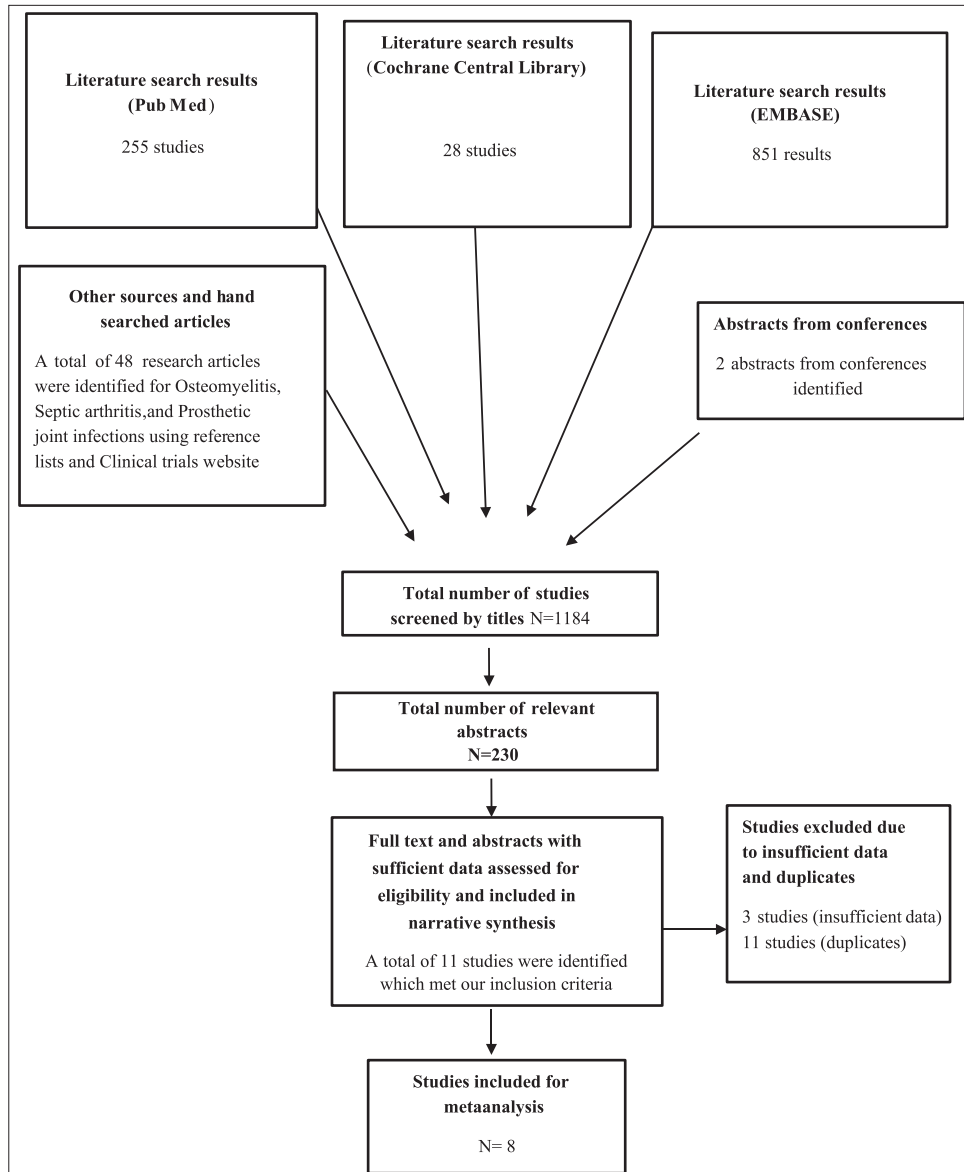 Literature search results
(Pub Med)
255 studies
Literature search results
(Cochrane Central Library)
28 studies
Literature search results
(EMBASE)
851 results
Other sources and hand
searched articles
A total of 48 research articles
were identified for Osteomyelitis,
Septic arthritis,and Prosthetic
joint infections using reference
lists and Clinical trials website
Abstracts from conferences
2 abstracts from conferences
identified
Total number of studies
screened by titles N=1184
Total number of relevant
abstracts
N=230
Full text and abstracts with
sufficient data assessed for
eligibility and included in
narrative synthesis
A total of 11 studies were identified
which met our inclusion criteria
Studies excluded due
to insufficient data
and duplicates
3 studies (insufficient data)
11 studies (duplicates)
Studies included for
metaanalysis
N= 8